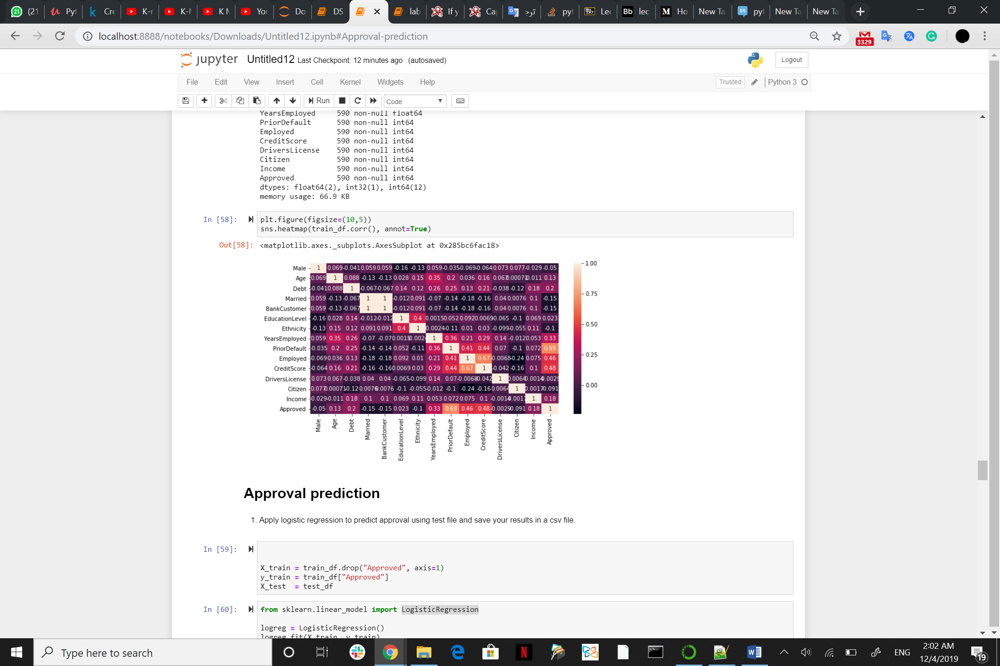 (21
Pyt
Cre
K-r
K-M
K N
You
Do
DS
lab
If y
Ca
ترج
pyt
Lec
lec
Ho
New Ta
pyt
New Ta
New Ta
localhost:8888/notebooks/Downloads/Untitled12.ipynb#Approval-prediction
3329
jupyter Untitled12 Last Checkpoint: 12 minutes ago (autosaved)
Logout
File Edit View Insert Cell Kernel Widgets Help
Trusted Python 3
Run Code
YearsEmployed 590 non-null float64
PriorDefault 590 non-null int64
Employed 590 non-null int64
CreditScore 590 non-null int64
DriversLicense 590 non-null int64
Citizen 590 non-null int64
Income 590 non-null int64
Approved 590 non-null int64
dtypes: float64(2), int32(1), int64(12)
memory usage: 66.9 KB
In [58]: plt.figure(figsize=(10,5))
sns.heatmap(train_df.corr(), annot=True)
Out[58]: <matplotlib.axes._subplots.AxesSubplot at 0x285bc6fac18>
Male 1 0.069 -0.041 0.059 0.059 -0.16 -0.13 0.059 -0.035 -0.069 -0.064 0.073 0.077 -0.029 -0.05
Age 0.069 1 0.088 -0.13 -0.13 0.028 0.15 0.35 0.2 0.036 0.16 0.067 0.00071 -0.011 0.13
Debt -0.041 0.088 1 -0.067 -0.067 0.14 0.12 0.26 0.25 0.13 0.21 -0.038 -0.12 0.18 0.2
Married 0.059 -0.13 -0.067 1 1 -0.012 0.091 -0.07 -0.14 -0.18 -0.16 0.04 0.0076 0.1 -0.15
BankCustomer 0.059 -0.13 -0.067 1 1 -0.012 0.091 -0.07 -0.14 -0.18 -0.16 0.04 0.0076 0.1 -0.15
EducationLevel -0.16 0.028 0.14 -0.012 -0.012 1 0.4 0.0015 0.052 0.092 0.0069 -0.065 -0.1 0.069 0.023
Ethnicity -0.13 0.15 0.12 0.091 0.091 0.4 1 0.0024 -0.11 0.01 0.03 -0.099 -0.055 0.11 -0.1
YearsEmployed 0.059 0.35 0.26 -0.07 -0.07 0.0015 0.0024 1 0.36 0.21 0.29 0.14 -0.012 0.053 0.33
PriorDefault -0.035 0.2 0.25 -0.14 -0.14 0.052 -0.11 0.36 1 0.41 0.44 0.07 -0.1 0.072 0.69
Employed -0.069 0.036 0.13 -0.18 -0.18 0.092 0.01 0.21 0.41 1 0.67 -0.0068 -0.24 0.075 0.46
CreditScore -0.064 0.16 0.21 -0.16 -0.16 0.0069 0.03 0.29 0.44 0.67 1 -0.042 -0.16 0.1 0.48
DriversLicense 0.073 0.067 -0.038 0.04 0.04 -0.065 -0.099 0.14 0.07 -0.0068 -0.042 1 0.0064 -0.0014 -0.0029
Citizen 0.077 0.00071 -0.12 0.0076 0.0076 -0.1 -0.055 -0.012 -0.1 -0.24 -0.16 0.0064 1 0.0017 -0.091
Income -0.029 -0.011 0.18 0.1 0.1 0.069 0.11 0.053 0.072 0.075 0.1 -0.0014 0.0017 1 0.18
Approved -0.05 0.13 0.2 -0.15 -0.15 0.023 -0.1 0.33 0.69 0.46 0.48 -0.0029 -0.091 0.18 1
Male Age Debt Married BankCustomer EducationLevel Ethnicity YearsEmployed PriorDefault Employed CreditScore DriversLicense Citizen Income Approved
1.00
0.75
0.50
0.25
0.00
Approval prediction
1. Apply logistic regression to predict approval using test file and save your results in a csv file.
In [59]:
X_train = train_df.drop("Approved", axis=1)
y_train = train_df["Approved"]
X_test = test_df
In [60]: from sklearn.linear_model import LogisticRegression
logreg = LogisticRegression()
logreg.fit(X_train, y_train)
Type here to search
ENG
2:02 AM
12/4/2019
19